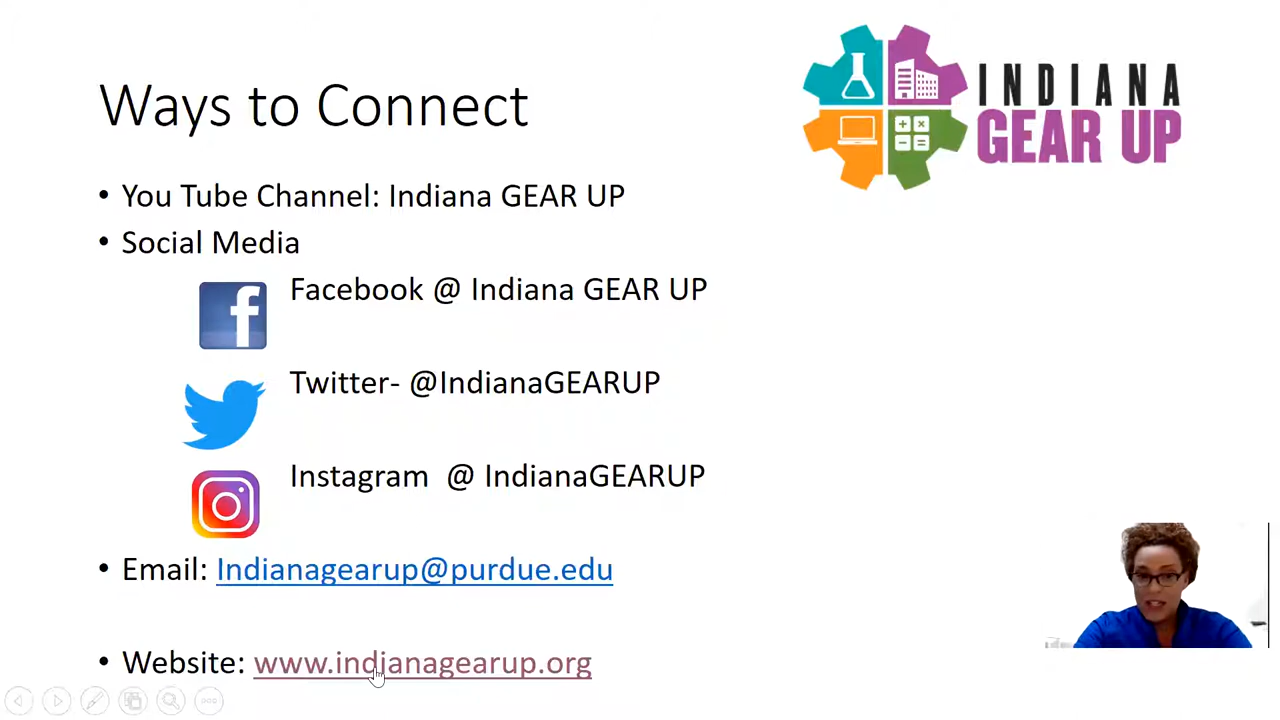 Ways to Connect
INDIANA
GEAR UP
• You Tube Channel: Indiana GEAR UP
• Social Media
Facebook @ Indiana GEAR UP
Twitter- @IndianaGEARUP
Instagram @ IndianaGEARUP
• Email: Indianagearup@purdue.edu
• Website: www.indianagearup.org